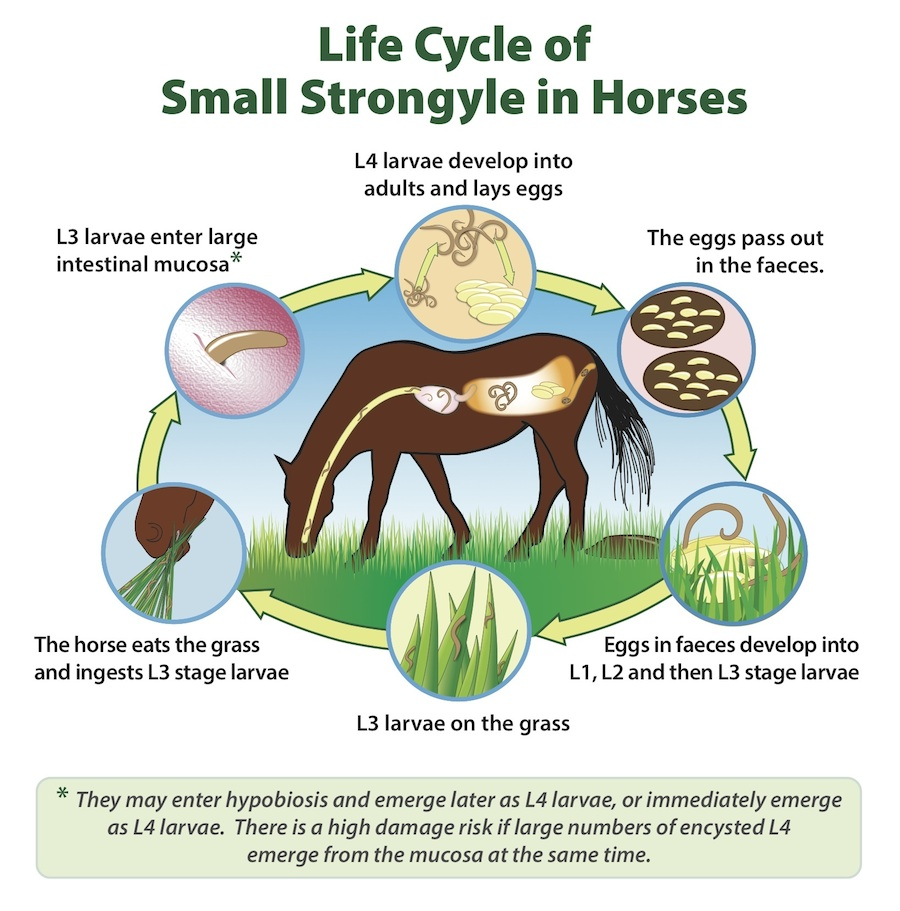 Life Cycle of
Small Strongyle in Horses
L4 larvae develop into
adults and lays eggs
The eggs pass out
in the faeces.
Eggs in faeces develop into
L1, L2 and then L3 stage larvae
L3 larvae on the grass
The horse eats the grass
and ingests L3 stage larvae
L3 larvae enter large
intestinal mucosa*
* They may enter hypobiosis and emerge later as L4 larvae, or immediately emerge
as L4 larvae. There is a high damage risk if large numbers of encysted L4
emerge from the mucosa at the same time.